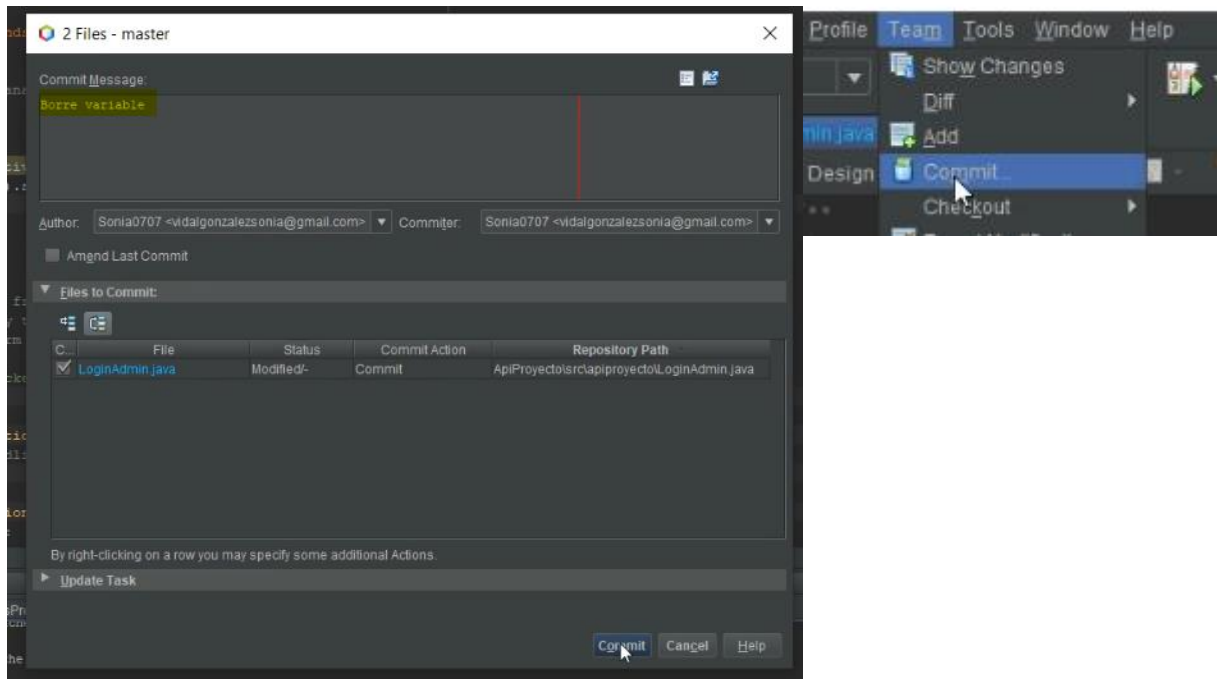 2 Files - master
Commit Message:
Borre variable
Author: Sonia0707 <vidalgonzalezsonia@gmail.com> Commiter: Sonia0707 <vidalgonzalezsonia@gmail.com>
Amend Last Commit
Files to Commit:
C... File Status Commit Action Repository Path
LoginAdmin.java Modified/- Commit ApiProyecto\src\apiproyecto\LoginAdmin.java
By right-clicking on a row you may specify some additional Actions.
Update Task
Commit Cancel Help
Profile Team Tools Window Help
Show Changes
Diff
min.java Add
Design Commit...
Checkout